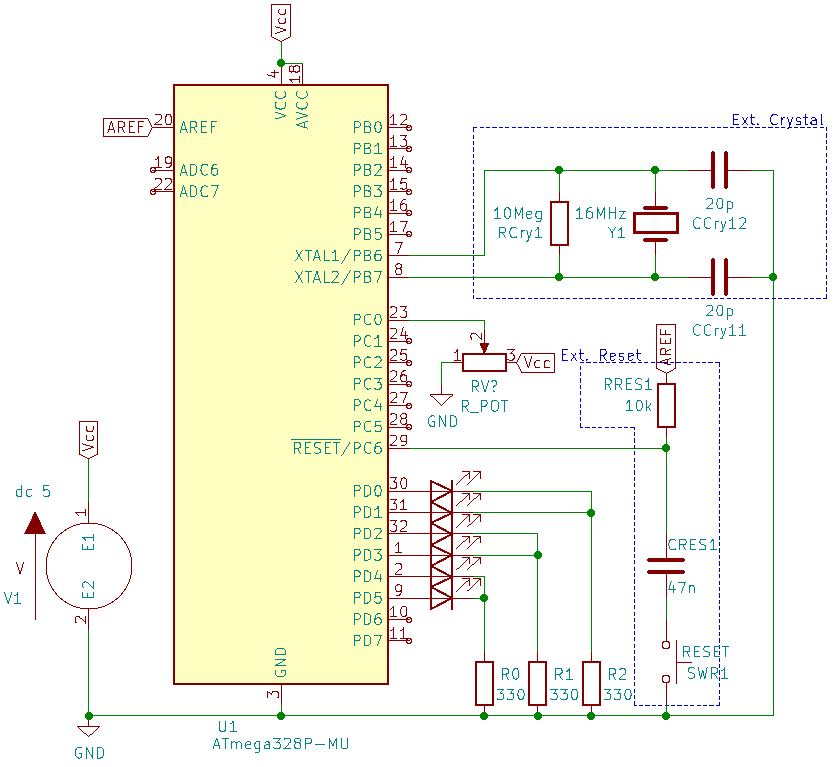 Vcc
4
18
VCC
AVCC
Ext. Crystal
AREF
20
AREF
PB0
12
PB1
13
19
ADC6
PB2
14
22
ADC7
PB3
15
PB4
16
PB5
17
XTAL1/PB6
7
XTAL2/PB7
8
10Meg
RCry1
16MHz
Y1
20p
CCry12
20p
CCry11
PC0
23
PC1
24
PC2
25
PC3
26
PC4
27
PC5
28
RESET/PC6
29
2
1
3
Vcc
RV?
R_POT
GND
Ext. Reset
AREF
RRES1
10k
Vcc
dc 5
1
E1
V
E2
V1
2
PD0
30
PD1
31
PD2
32
PD3
1
PD4
2
PD5
9
PD6
10
PD7
11
CRES1
47n
RESET
SWR1
GND
3
R0
330
R1
330
R2
330
U1
ATmega328P-MU
GND